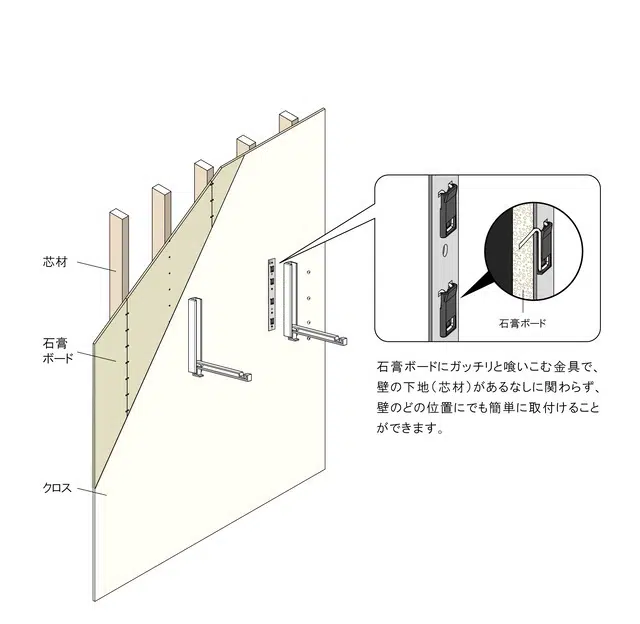 芯材
石膏
ボード
クロス
石膏ボード
石膏ボードにガッチリと喰いこむ金具で、
壁の下地（芯材）があるなしに関わらず、
壁のどの位置にでも簡単に取付けること
ができます。